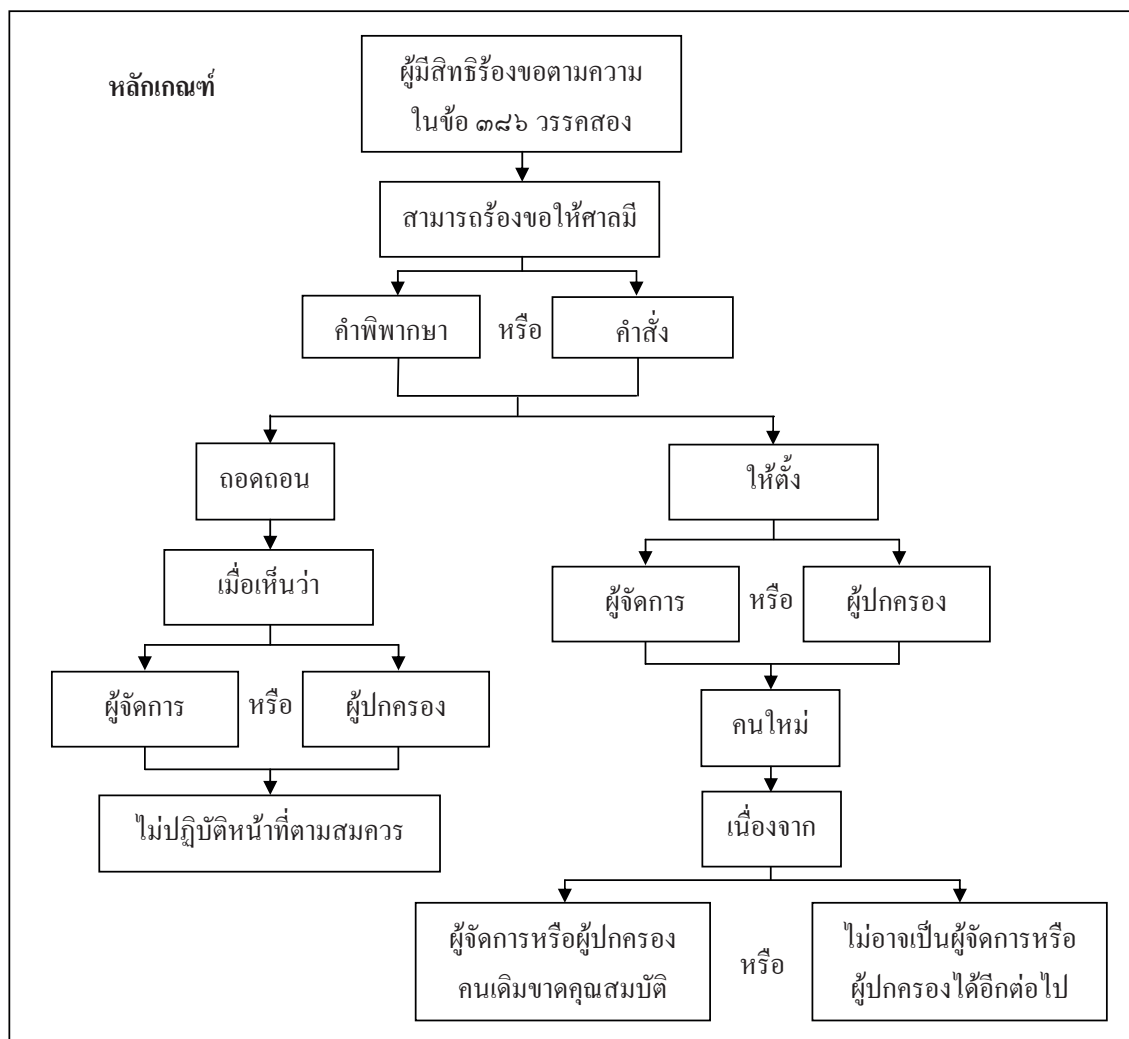 หลักเกณฑ์
ผู้มีสิทธิร้องขอตามความ
ในข้อ ๓๘๖ วรรคสอง
สามารถร้องขอให้ศาลมี
คำพิพากษา หรือ คำสั่ง
ถอดถอน
ให้ตั้ง
เมื่อเห็นว่า
ผู้จัดการ หรือ ผู้ปกครอง
ผู้จัดการ หรือ ผู้ปกครอง
คนใหม่
ไม่ปฏิบัติหน้าที่ตามสมควร
เนื่องจาก
ผู้จัดการหรือผู้ปกครอง
คนเดิมขาดคุณสมบัติ
หรือ
ไม่อาจเป็นผู้จัดการหรือ
ผู้ปกครองได้อีกต่อไป